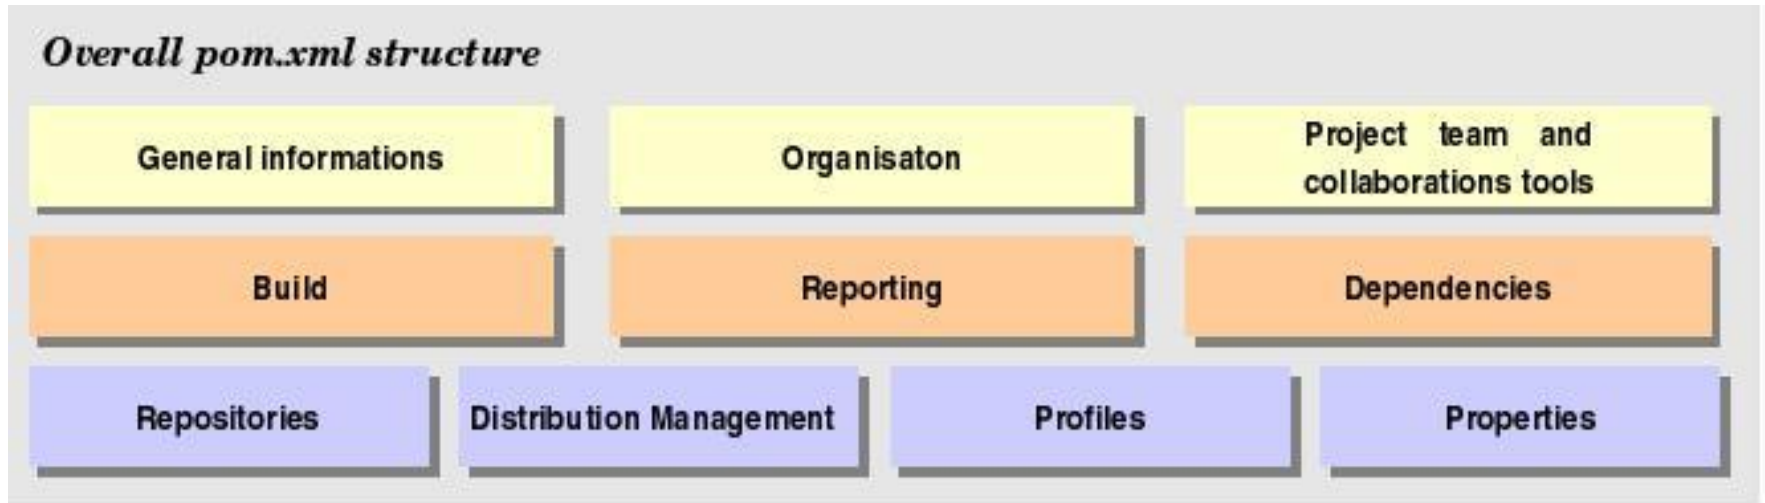 Overall pom.xml structure
General informations
Organisaton
Project team and
collaborations tools
Build
Reporting
Dependencies
Repositories
Distribution Management
Profiles
Properties